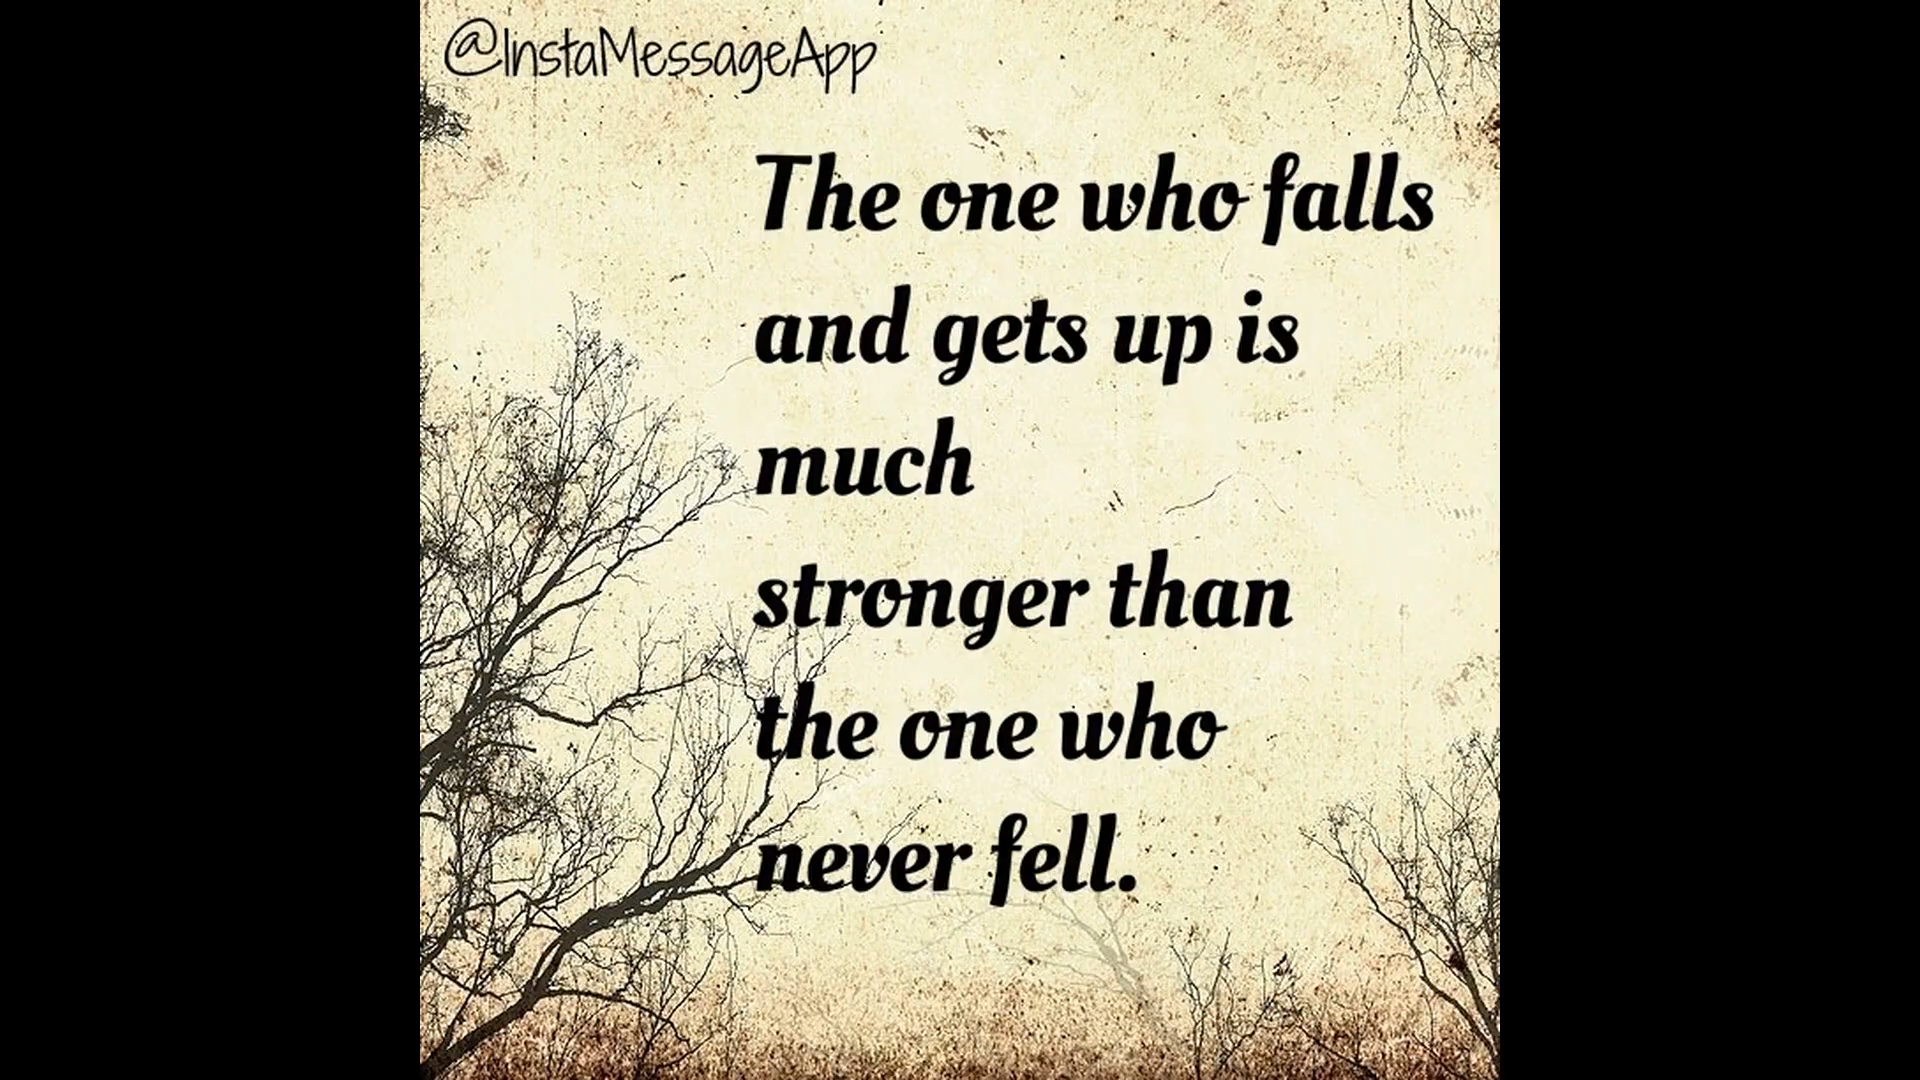 @InstaMessageApp
The one who falls
and gets up is
much
stronger than
the one who
never fell.